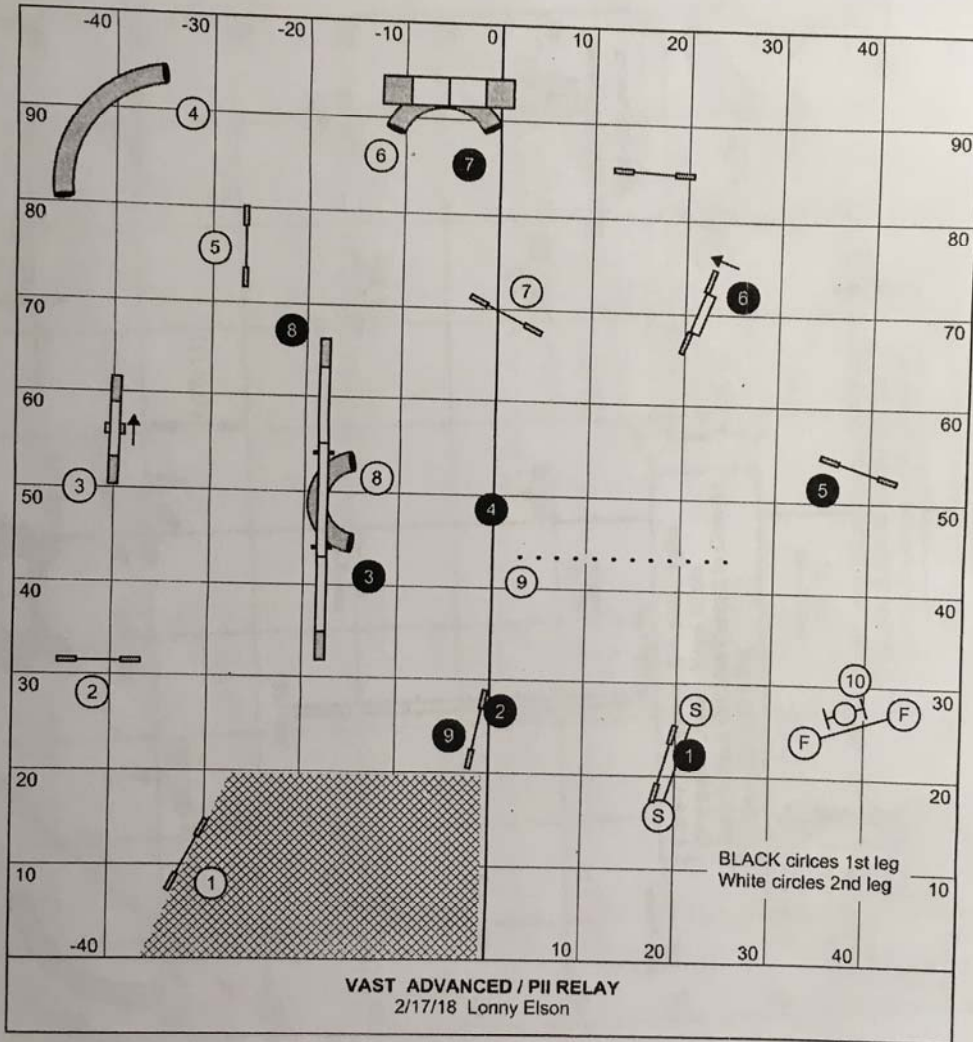 -40 -30 -20 -10 0 10 20 30 40
4
90 90
6 7
80 80
5
7 6
70 70
8
60 60
3 8 5
50 50
4
9
40 3 40
2 10
30 S F F 30
9 2 1
20 S 20
BLACK cirlces 1st leg
White circles 2nd leg
10 1 10
-40 10 20 30 40
VAST ADVANCED / PII RELAY
2/17/18 Lonny Elson